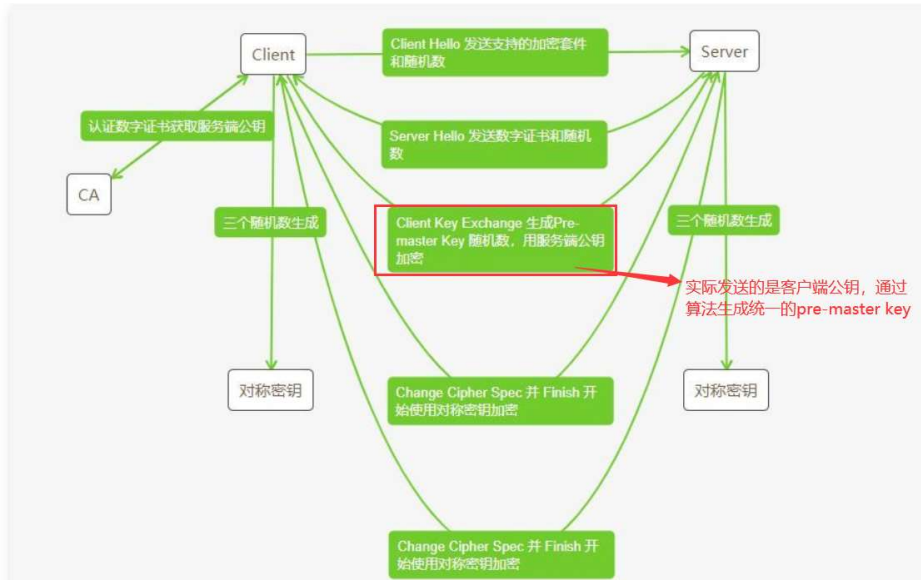 Client
Client Hello 发送支持的加密套件
和随机数
Server
认证数字证书获取服务端公钥
Server Hello 发送数字证书和随机
数
CA
三个随机数生成
Client Key Exchange 生成Pre-
master Key 随机数，用服务端公钥
加密
三个随机数生成
实际发送的是客户端公钥，通过
算法生成统一的pre-master key
对称密钥
Change Cipher Spec 并 Finish 开
始使用对称密钥加密
对称密钥
Change Cipher Spec 并 Finish 开
始使用对称密钥加密